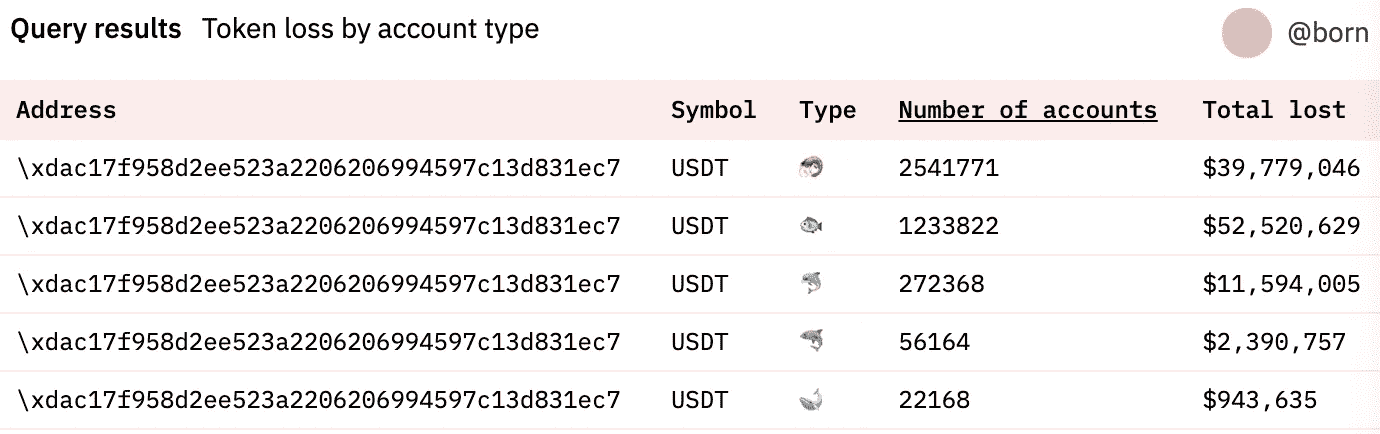 Query results Token loss by account type @born
Address Symbol Type Number of accounts Total lost
\xdac17f958d2ee523a2206206994597c13d831ec7 USDT 🦐 2541771 $39,779,046
\xdac17f958d2ee523a2206206994597c13d831ec7 USDT 🐟 1233822 $52,520,629
\xdac17f958d2ee523a2206206994597c13d831ec7 USDT 🐬 272368 $11,594,005
\xdac17f958d2ee523a2206206994597c13d831ec7 USDT 🦈 56164 $2,390,757
\xdac17f958d2ee523a2206206994597c13d831ec7 USDT 🐋 22168 $943,635